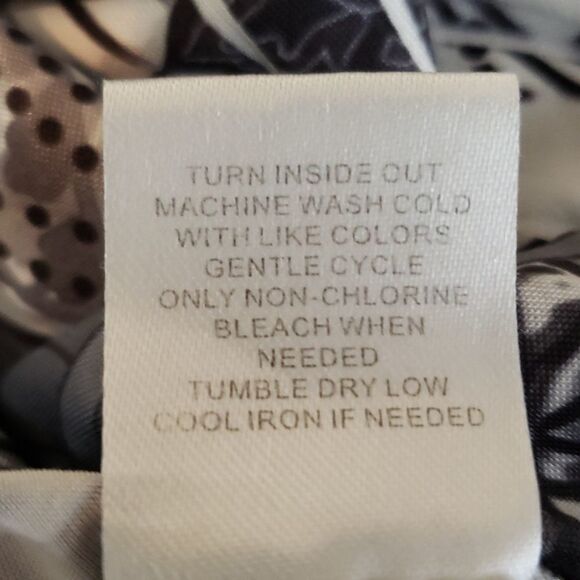 TURN INSIDE OUT
MACHINE WASH COLD
WITH LIKE COLORS
GENTLE CYCLE
ONLY NON-CHLORINE
BLEACH WHEN
NEEDED
TUMBLE DRY LOW
COOL IRON IF NEEDED